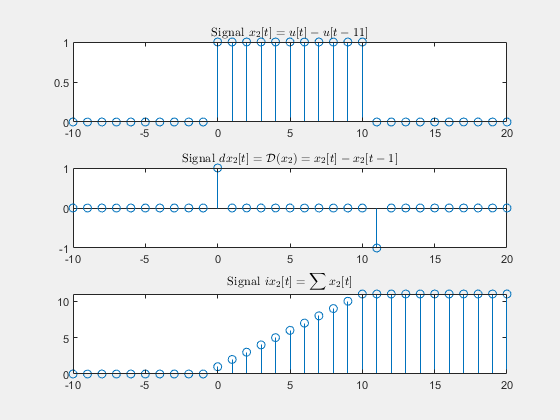 Signal x₂[t] = u[t] − u[t − 11]
1
0.5
0
-10 -5 0 5 10 15 20
Signal dx₂[t] = 𝒟(x₂) = x₂[t] − x₂[t − 1]
1
0
-1
-10 -5 0 5 10 15 20
Signal ix₂[t] = ∑ x₂[t]
10
5
0
-10 -5 0 5 10 15 20